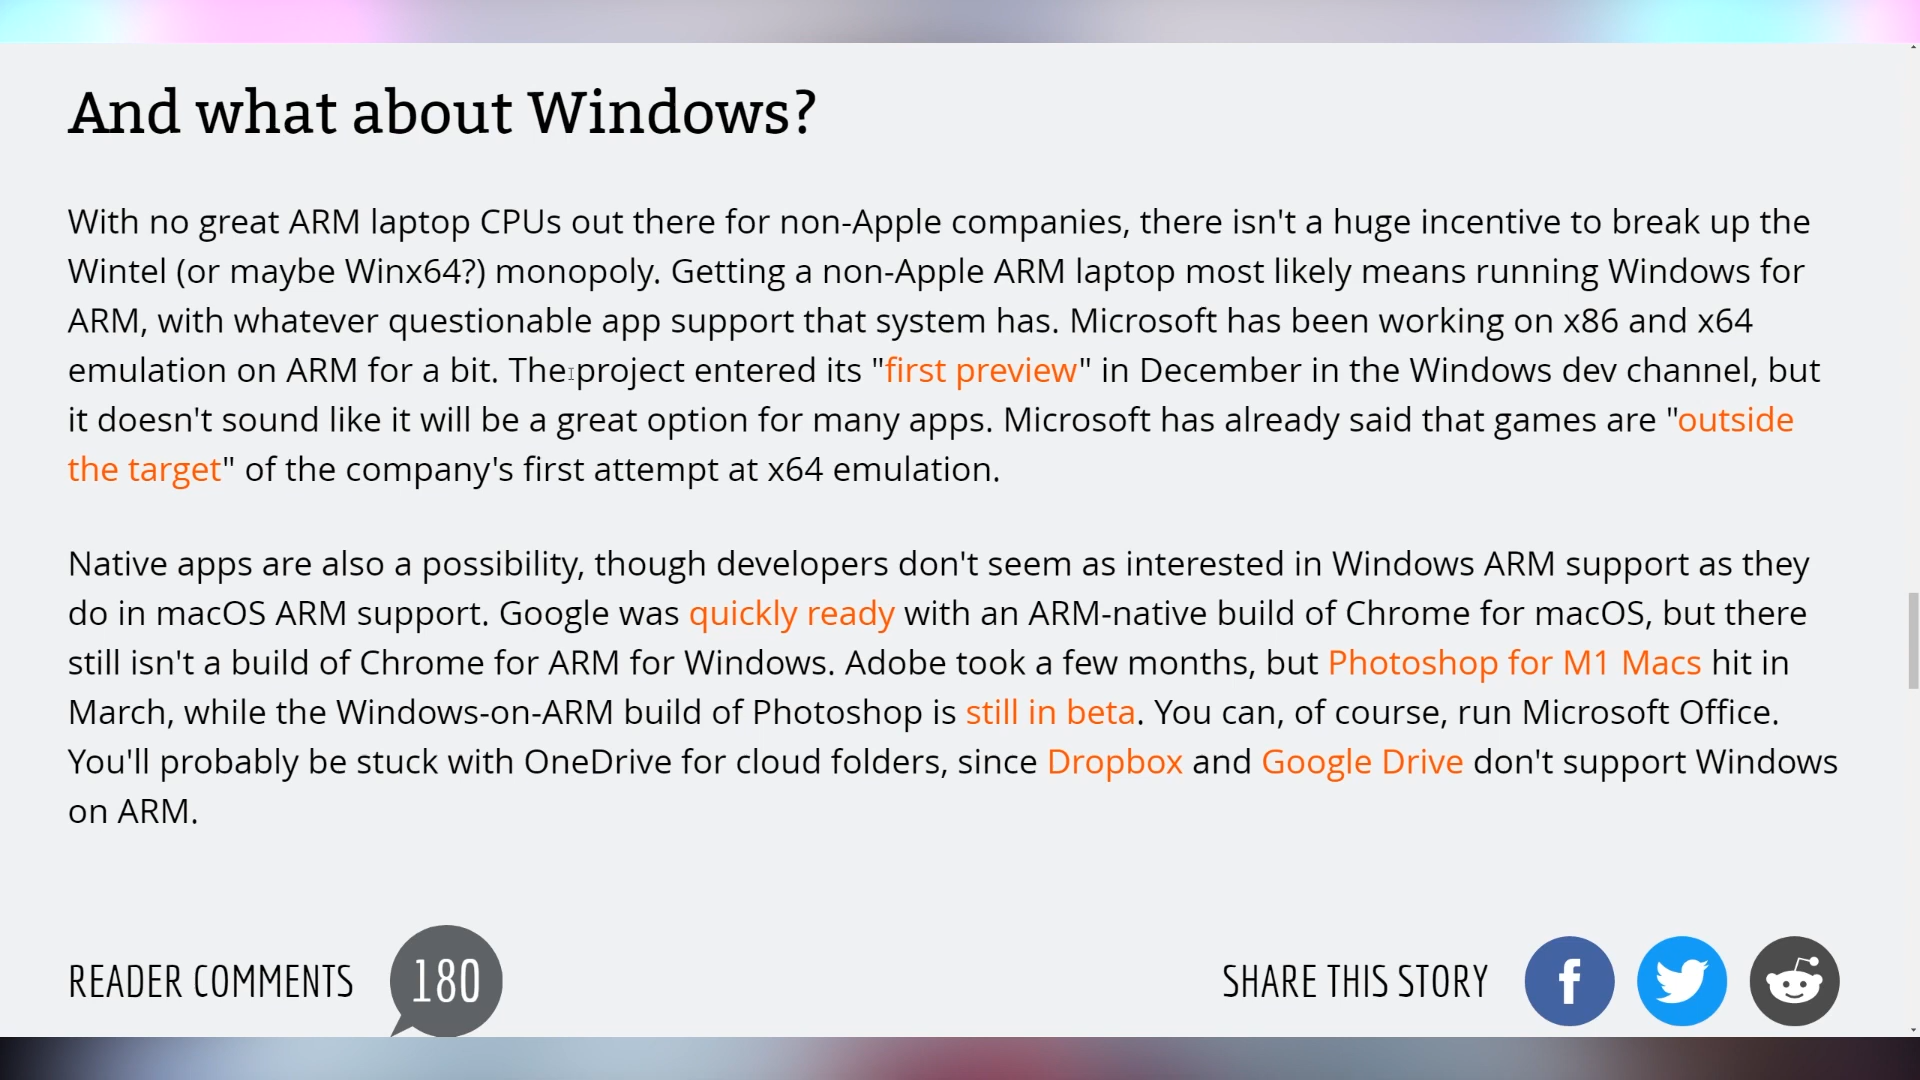 And what about Windows?
With no great ARM laptop CPUs out there for non-Apple companies, there isn't a huge incentive to break up the
Wintel (or maybe Winx64?) monopoly. Getting a non-Apple ARM laptop most likely means running Windows for
ARM, with whatever questionable app support that system has. Microsoft has been working on x86 and x64
emulation on ARM for a bit. The project entered its "first preview" in December in the Windows dev channel, but
it doesn't sound like it will be a great option for many apps. Microsoft has already said that games are "outside
the target" of the company's first attempt at x64 emulation.
Native apps are also a possibility, though developers don't seem as interested in Windows ARM support as they
do in macOS ARM support. Google was quickly ready with an ARM-native build of Chrome for macOS, but there
still isn't a build of Chrome for ARM for Windows. Adobe took a few months, but Photoshop for M1 Macs hit in
March, while the Windows-on-ARM build of Photoshop is still in beta. You can, of course, run Microsoft Office.
You'll probably be stuck with OneDrive for cloud folders, since Dropbox and Google Drive don't support Windows
on ARM.
READER COMMENTS 180 SHARE THIS STORY